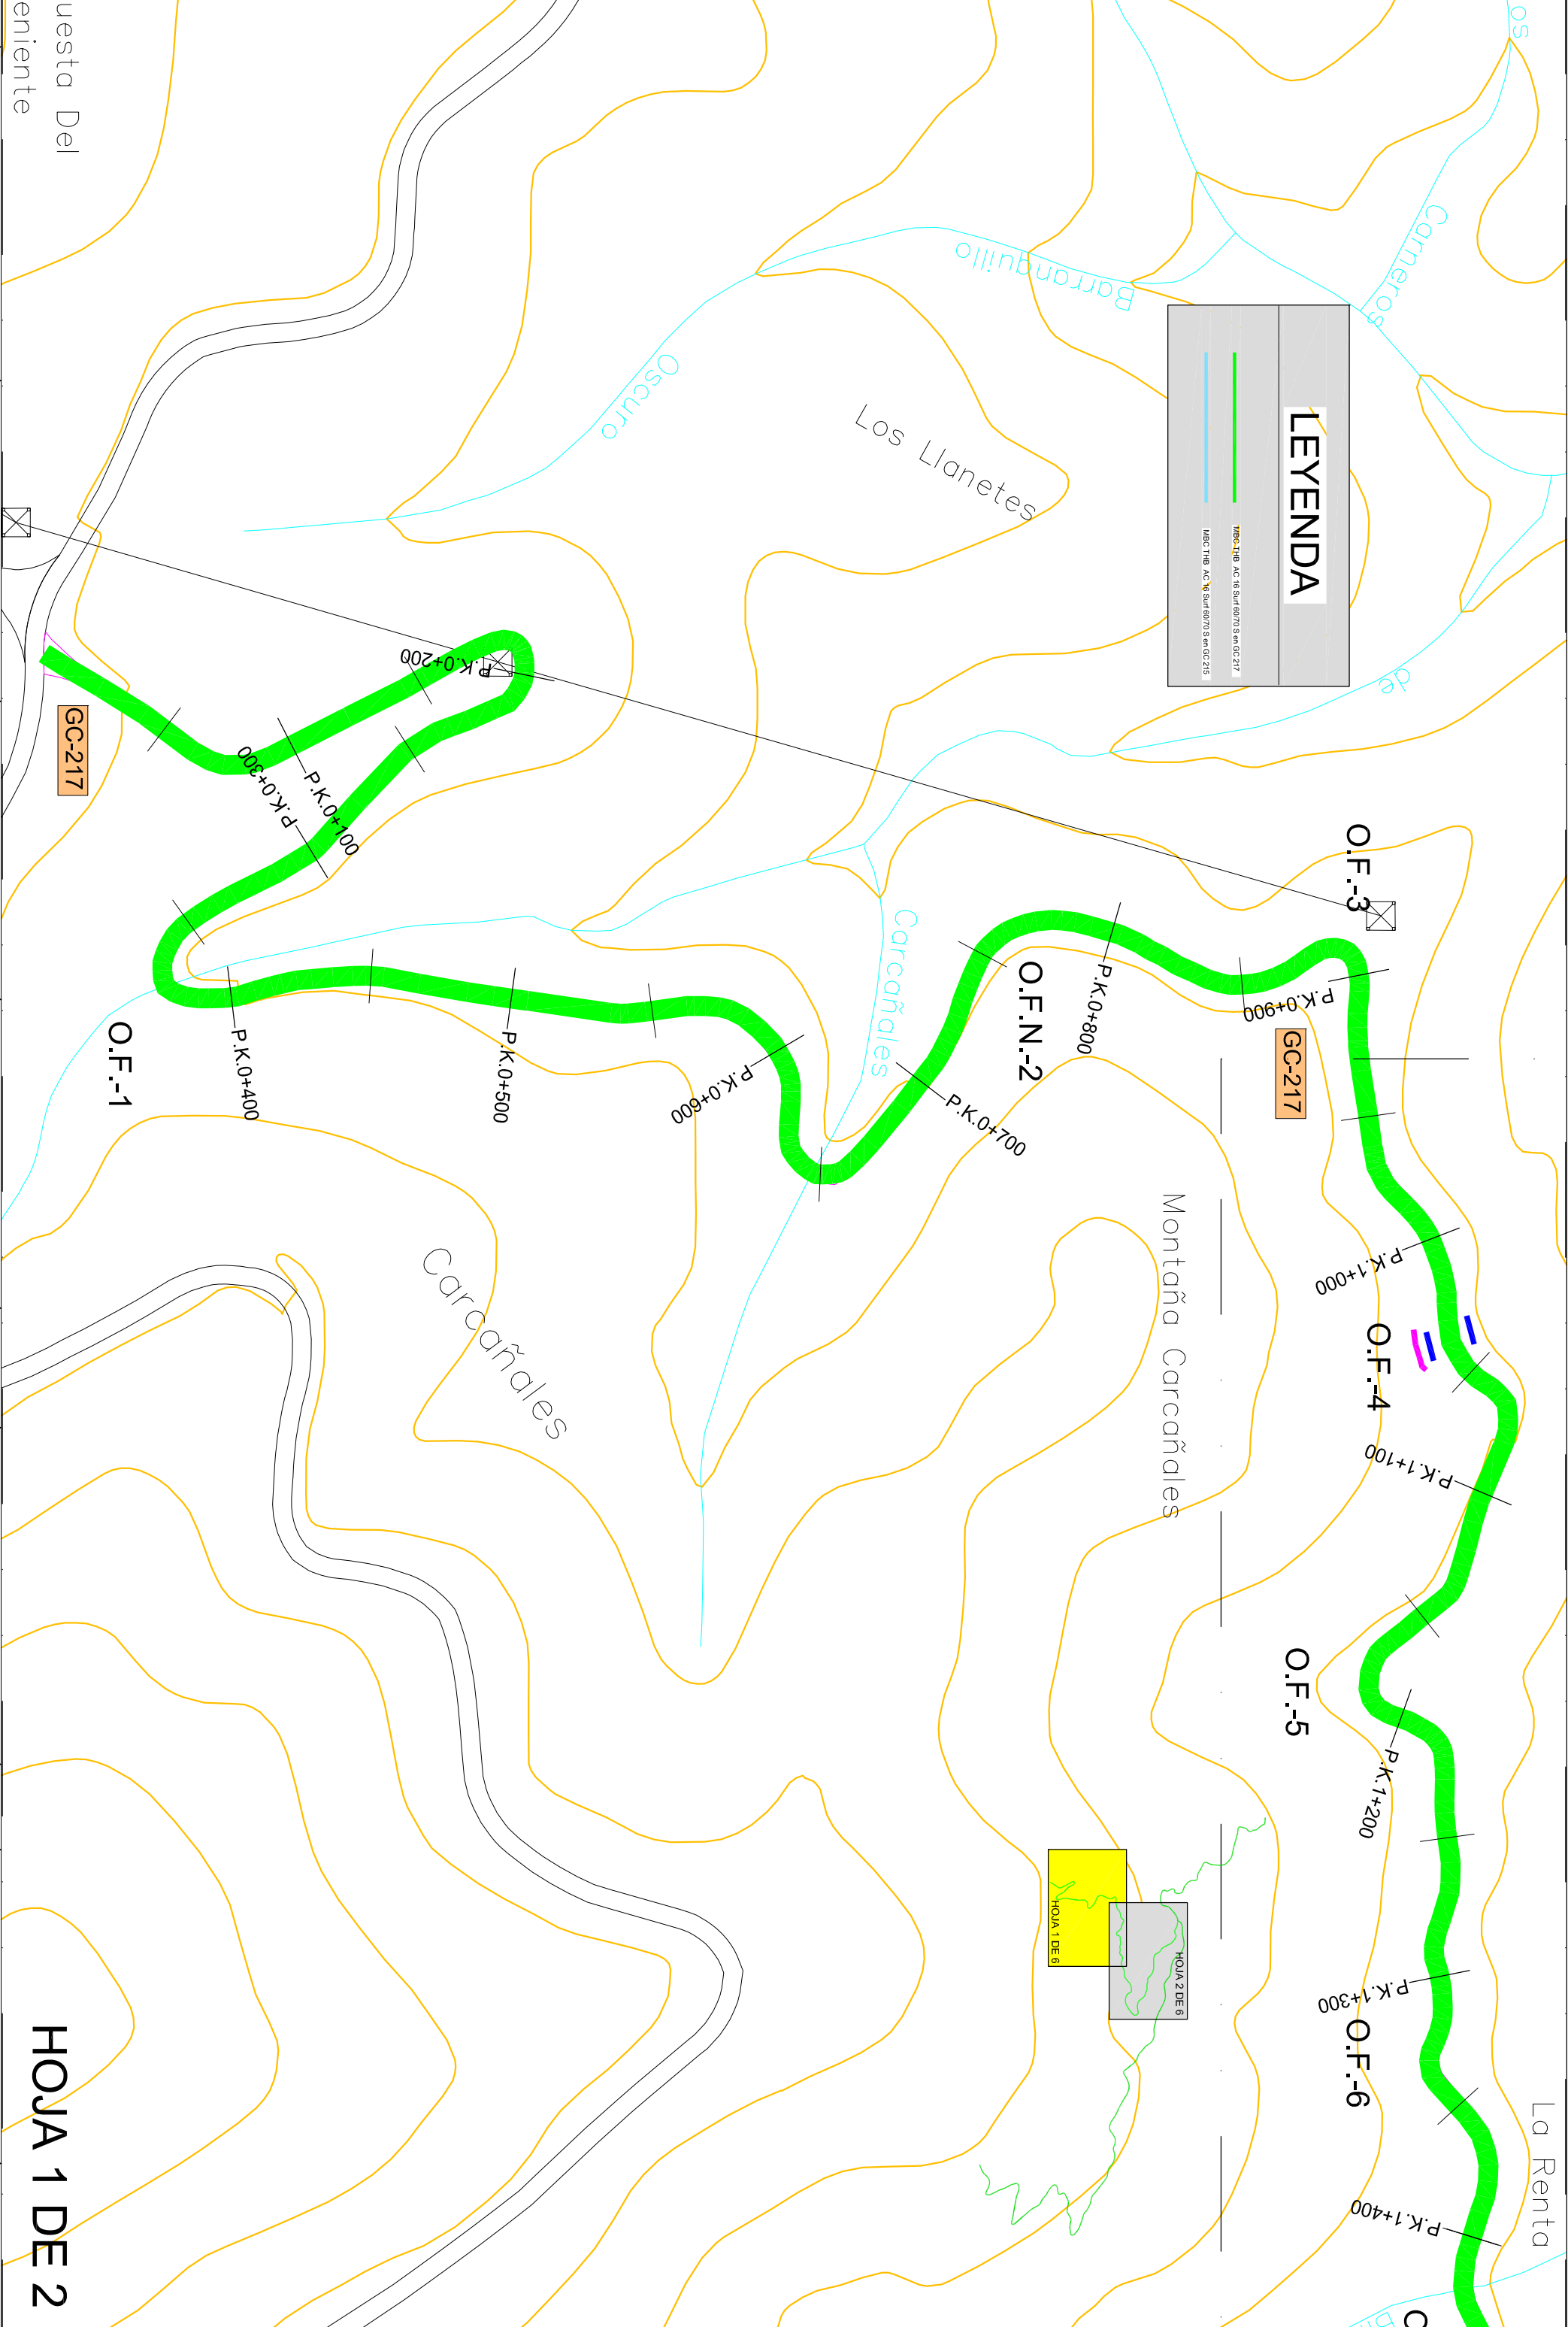 La Renta
LEYENDA
MBC THB AC 16 Surf 60/70 S en GC 217
MBC THB AC 16 Surf 60/70 S en GC 215
Carneros
de
Barranquillo
Oscuro
Los Llanetes
O.F.-3
O.F.-4
O.F.-5
O.F.-6
GC-217
P.K.0+900
P.K.1+000
P.K.1+100
P.K.1+200
P.K.1+300
P.K.1+400
P.K.0+800
O.F.N.-2
P.K.0+700
P.K.0+600
Carcañales
Montaña Carcañales
HOJA 2 DE 6
HOJA 1 DE 6
P.K.0+500
P.K.0+400
P.K.0+200
P.K.0+100
P.K.0+300
Carcañales
O.F.-1
GC-217
uesta Del
eniente
HOJA 1 DE 2